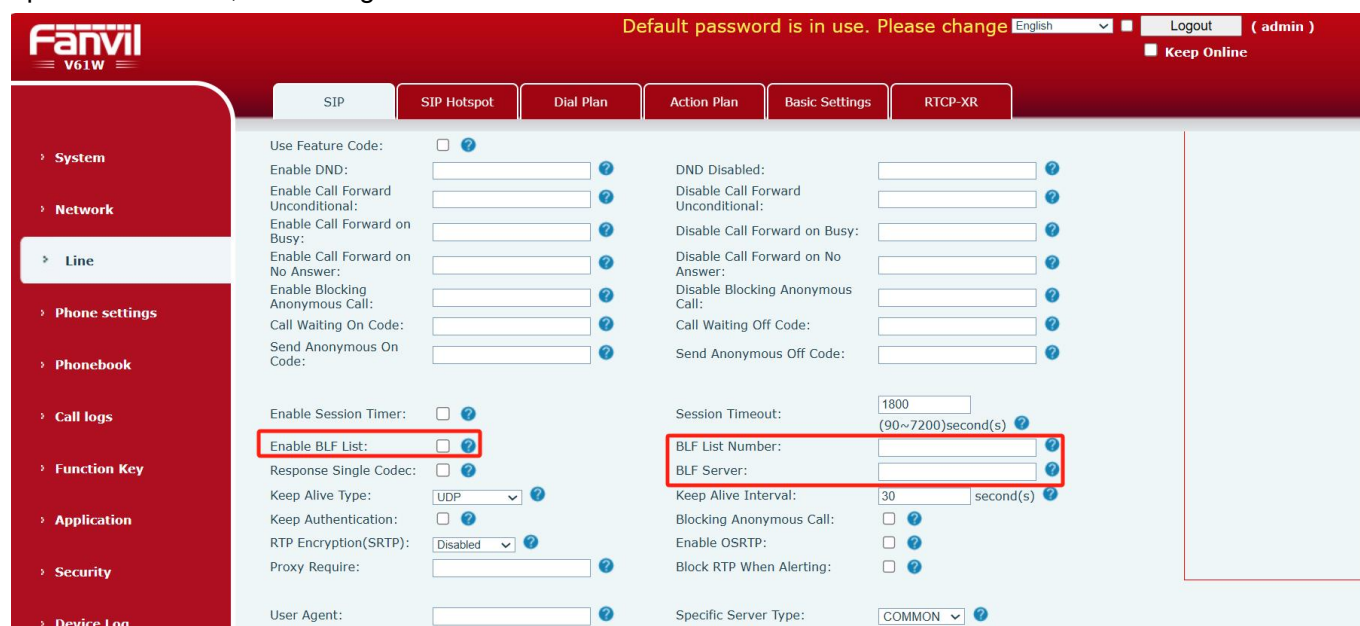 Default password is in use. Please change English Logout ( admin )
Fanvil
V61W
Keep Online
SIP SIP Hotspot Dial Plan Action Plan Basic Settings RTCP-XR
System
Network
Line
Phone settings
Phonebook
Call logs
Function Key
Application
Security
Device Log
Use Feature Code:
Enable DND: DND Disabled:
Enable Call Forward Unconditional: Disable Call Forward Unconditional:
Enable Call Forward on Busy: Disable Call Forward on Busy:
Enable Call Forward on No Answer: Disable Call Forward on No Answer:
Enable Blocking Anonymous Call: Disable Blocking Anonymous Call:
Call Waiting On Code: Call Waiting Off Code:
Send Anonymous On Code: Send Anonymous Off Code:
Enable Session Timer: Session Timeout: 1800 (90~7200)second(s)
Enable BLF List: BLF List Number:
Response Single Codec: BLF Server:
Keep Alive Type: UDP Keep Alive Interval: 30 second(s)
Keep Authentication: Blocking Anonymous Call:
RTP Encryption(SRTP): Disabled Enable OSRTP:
Proxy Require: Block RTP When Alerting:
User Agent: Specific Server Type: COMMON